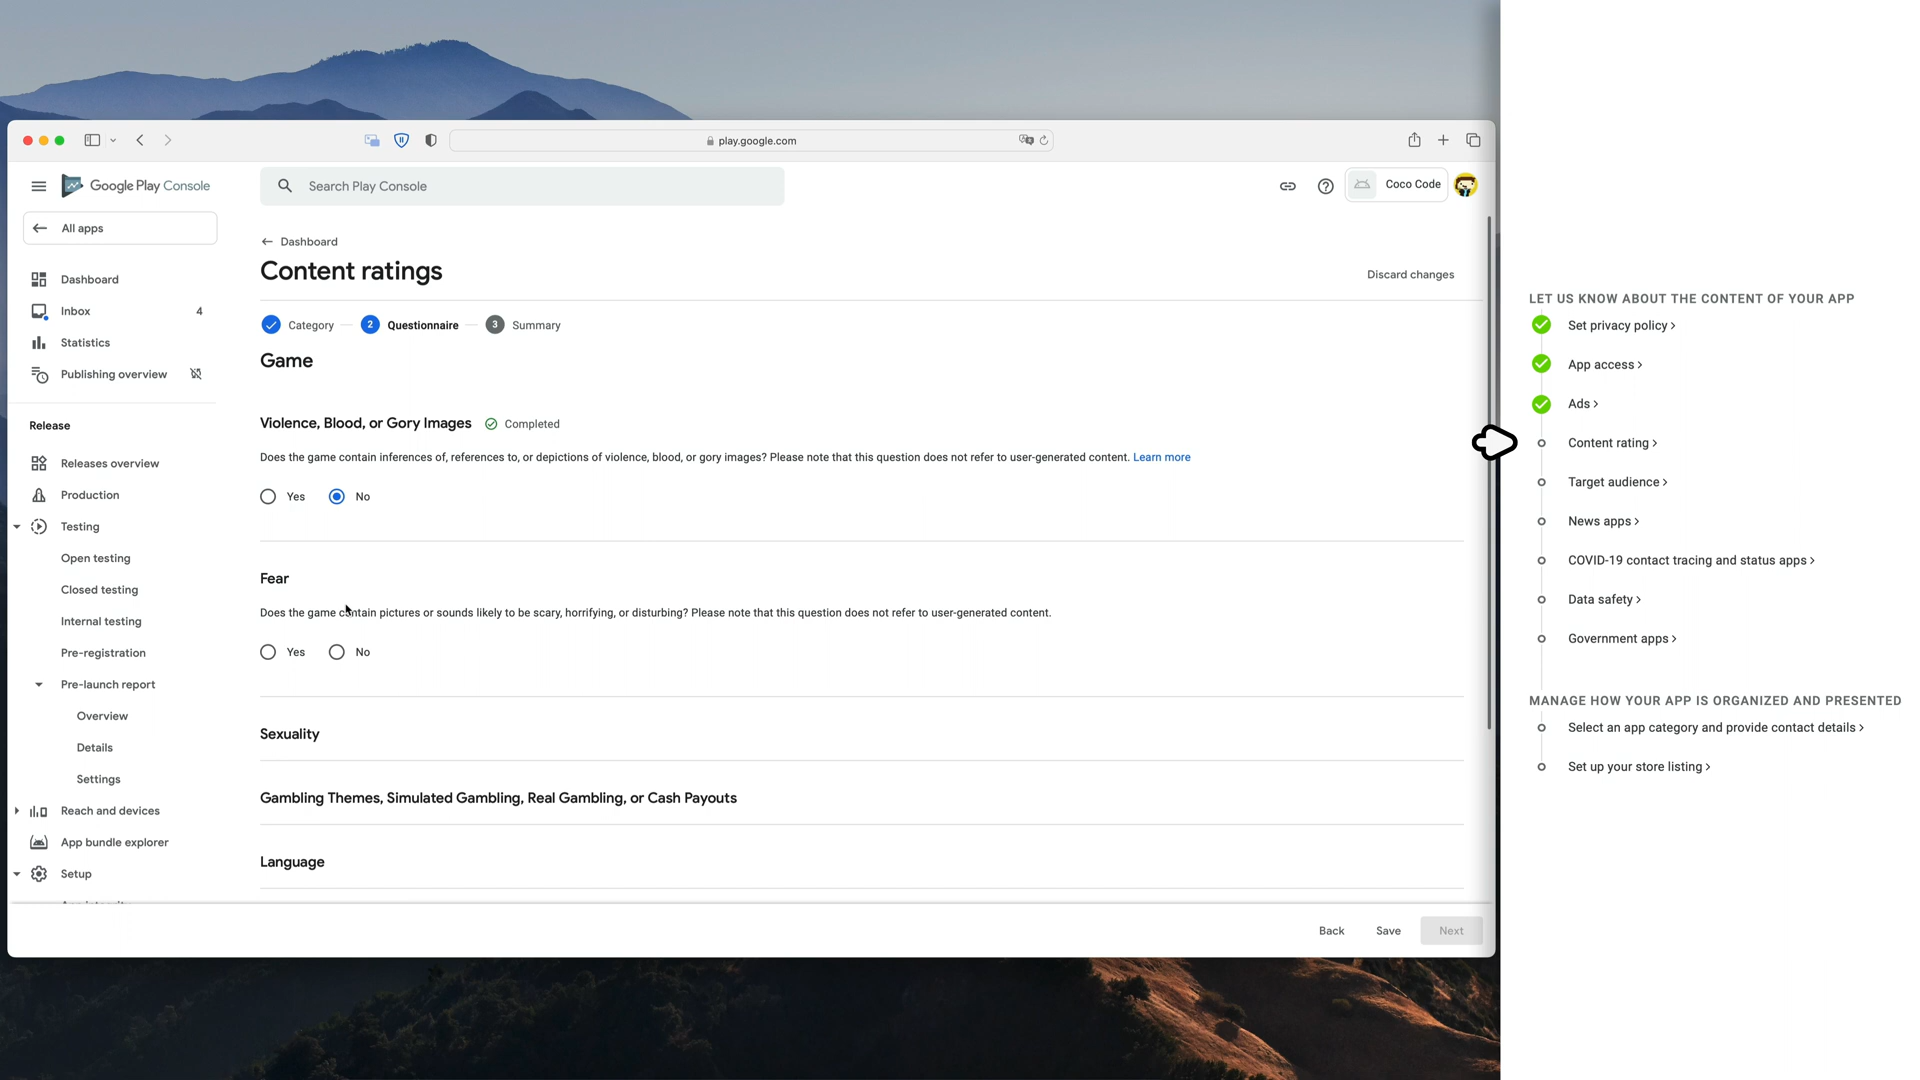 play.google.com
Google Play Console
Search Play Console
Coco Code
All apps
Dashboard
Inbox
4
Statistics
Publishing overview
Release
Releases overview
Production
Testing
Open testing
Closed testing
Internal testing
Pre-registration
Pre-launch report
Overview
Details
Settings
Reach and devices
App bundle explorer
Setup
Dashboard
Content ratings
Discard changes
Category
2 Questionnaire
3 Summary
Game
Violence, Blood, or Gory Images
Completed
Does the game contain inferences of, references to, or depictions of violence, blood, or gory images? Please note that this question does not refer to user-generated content. Learn more
Yes
No
Fear
Does the game contain pictures or sounds likely to be scary, horrifying, or disturbing? Please note that this question does not refer to user-generated content.
Yes
No
Sexuality
Gambling Themes, Simulated Gambling, Real Gambling, or Cash Payouts
Language
Back
Save
Next
LET US KNOW ABOUT THE CONTENT OF YOUR APP
Set privacy policy >
App access >
Ads >
Content rating >
Target audience >
News apps >
COVID-19 contact tracing and status apps >
Data safety >
Government apps >
MANAGE HOW YOUR APP IS ORGANIZED AND PRESENTED
Select an app category and provide contact details >
Set up your store listing >